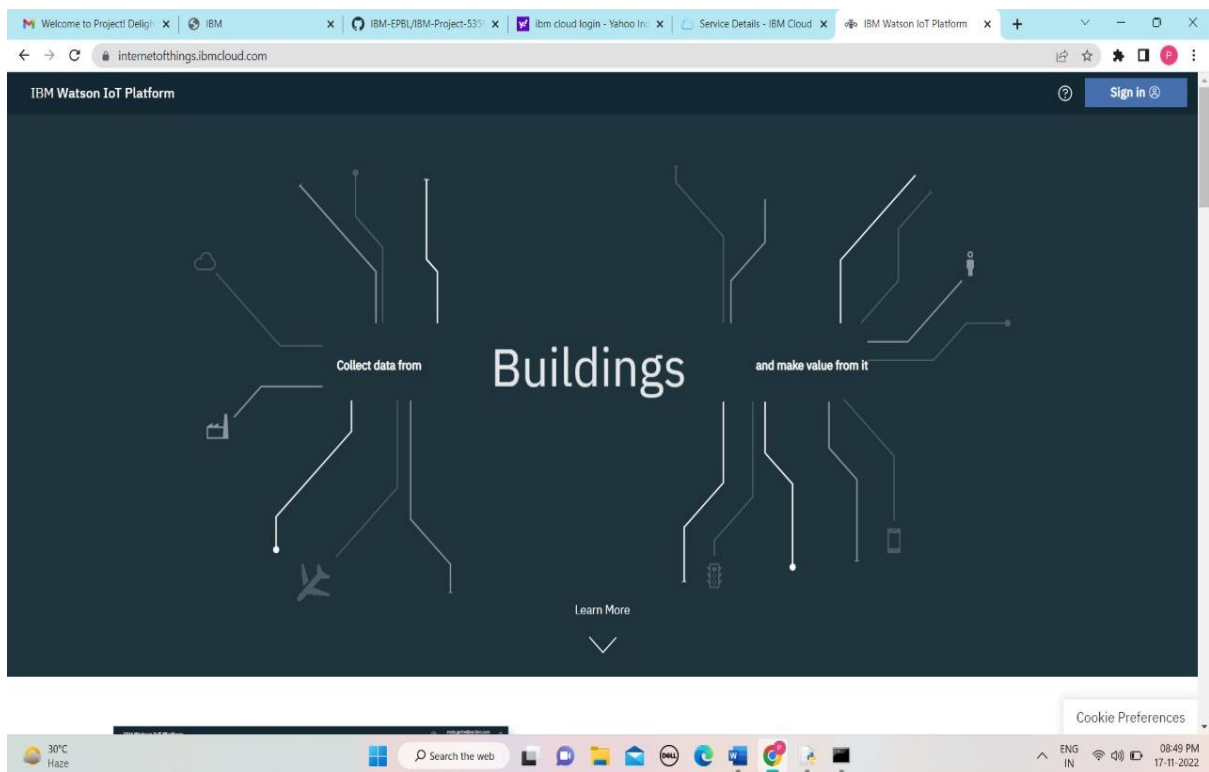 Welcome to Project! Deligh
IBM
IBM-EPBL/IBM-Project-535
ibm cloud login - Yahoo Inc
Service Details - IBM Cloud
IBM Watson IoT Platform
internetofthings.ibmcloud.com
IBM Watson IoT Platform
Sign in
Collect data from Buildings and make value from it
Learn More
Cookie Preferences
30°C
Haze
Search the web
ENG
IN
08:49 PM
17-11-2022